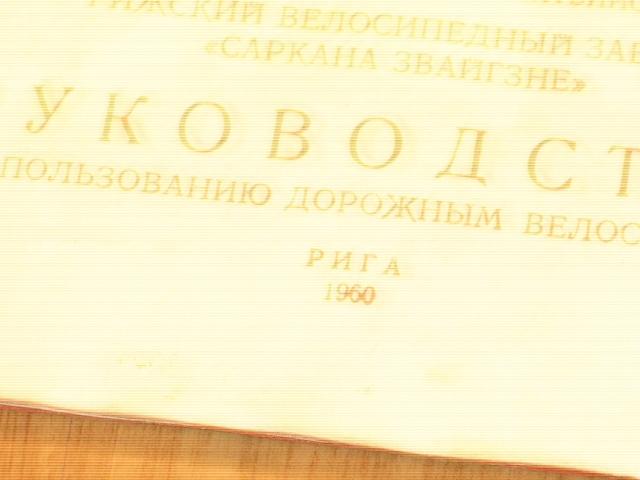 РИЖСКИЙ ВЕЛОСИПЕДНЫЙ ЗАВ
«САРКАНА ЗВАЙГЗНЕ»
УКОВОДСТ
ПОЛЬЗОВАНИЮ ДОРОЖНЫМ ВЕЛОС
РИГА
1960